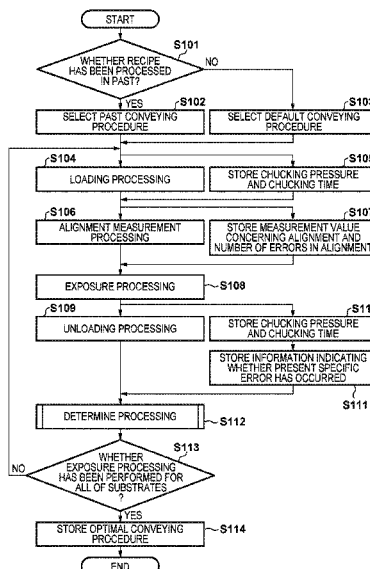 START
S101
WHETHER RECIPE
HAS BEEN PROCESSED
IN PAST?
NO
YES
S102
SELECT PAST CONVEYING
PROCEDURE
S103
SELECT DEFAULT CONVEYING
PROCEDURE
S104
LOADING PROCESSING
S105
STORE CHUCKING PRESSURE
AND CHUCKING TIME
S106
ALIGNMENT MEASUREMENT
PROCESSING
S107
STORE MEASUREMENT VALUE
CONCERNING ALIGNMENT AND
NUMBER OF ERRORS IN ALIGNMENT
EXPOSURE PROCESSING
S108
S109
UNLOADING PROCESSING
STORE CHUCKING PRESSURE
AND CHUCKING TIME
STORE INFORMATION INDICATING
WHETHER PRESENT SPECIFIC
ERROR HAS OCCURRED
S111
DETERMINE PROCESSING
S112
S113
NO
WHETHER
EXPOSURE PROCESSING
HAS BEEN PERFORMED FOR
ALL OF SUBSTRATES
?
YES
STORE OPTIMAL CONVEYING
PROCEDURE
S114
END